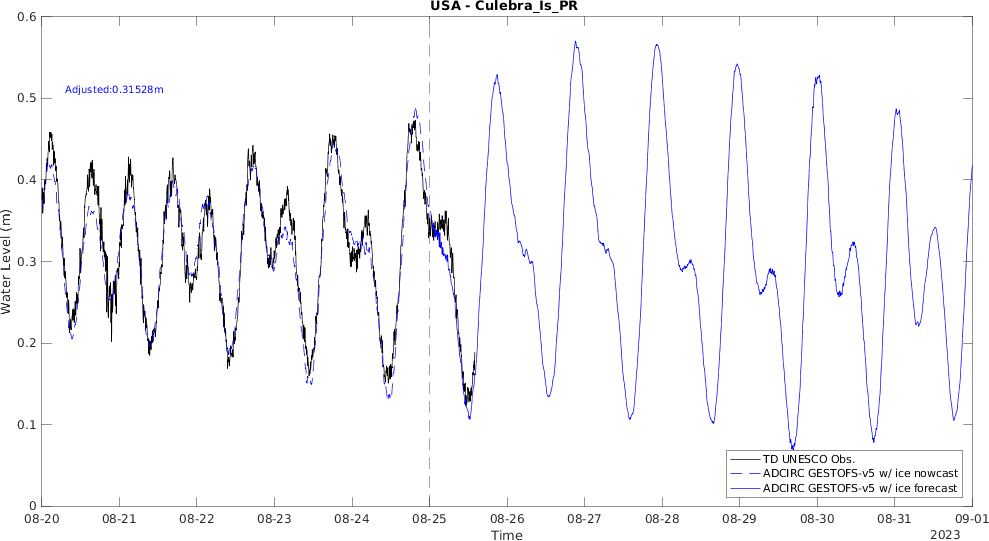 USA - Culebra_Is_PR
Adjusted:0.31528m
Water Level (m)
0.6
0.5
0.4
0.3
0.2
0.1
0
TD UNESCO Obs.
ADCIRC GESTOFS-v5 w/ ice nowcast
ADCIRC GESTOFS-v5 w/ ice forecast
08-20 08-21 08-22 08-23 08-24 08-25 08-26 08-27 08-28 08-29 08-30 08-31 09-01
Time
2023